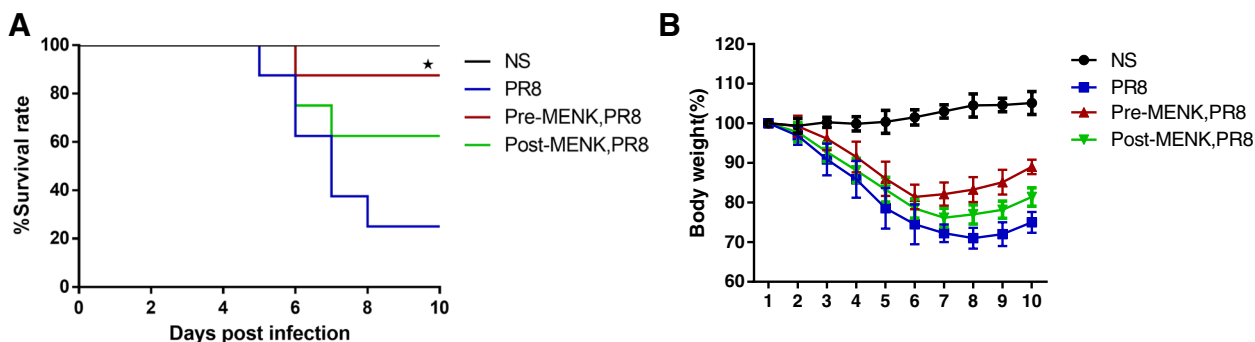 A
%Survival rate
100
80
60
40
20
0
0 2 4 6 8 10
Days post infection
★
NS
PR8
Pre-MENK,PR8
Post-MENK,PR8
B
Body weight(%)
120
110
100
90
80
70
60
1 2 3 4 5 6 7 8 9 10
NS
PR8
Pre-MENK,PR8
Post-MENK,PR8